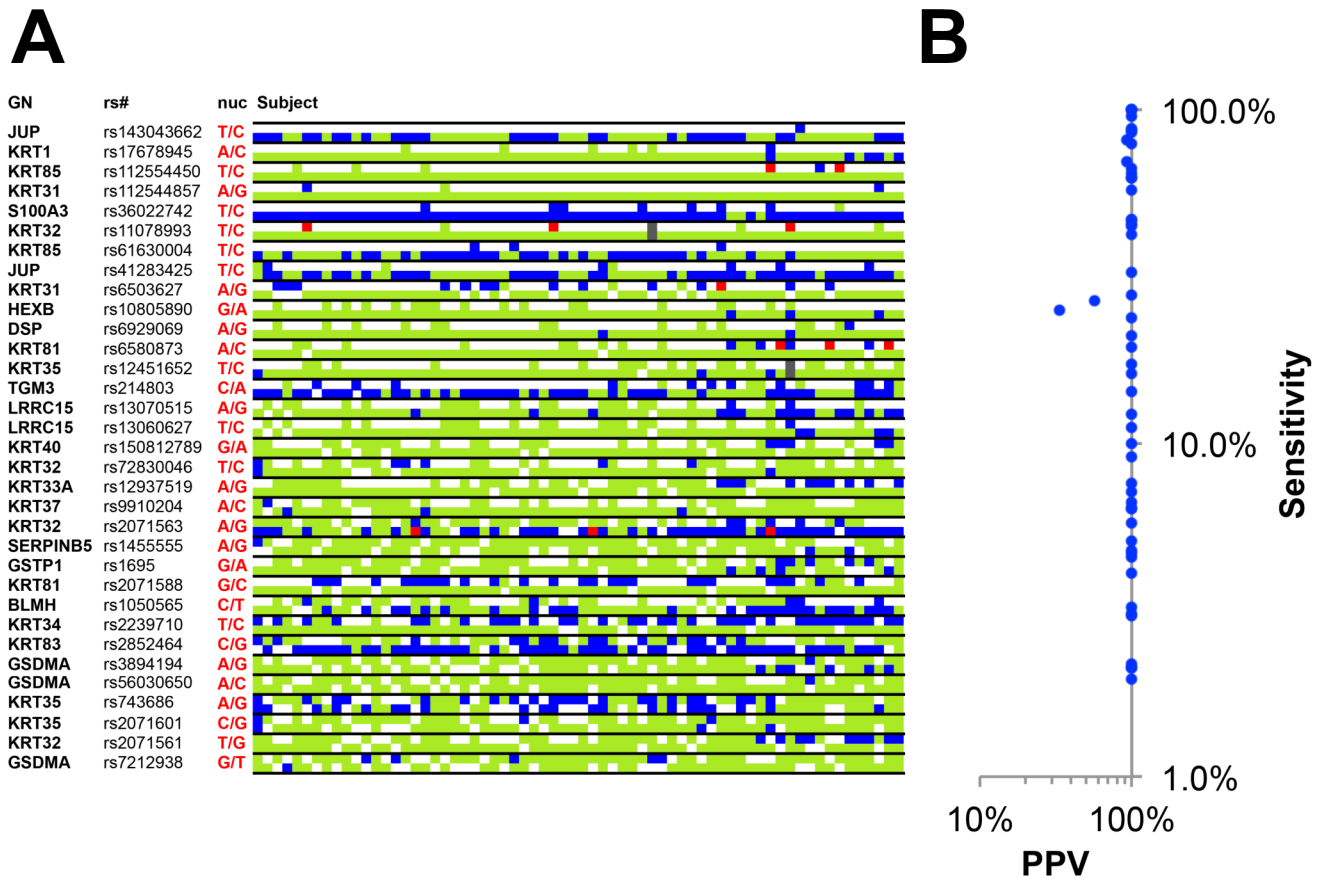 A
B
GN rs# nuc Subject
JUP rs143043662 T/C
KRT1 rs17678945 A/C
KRT85 rs112554450 T/C
KRT31 rs112544857 A/G
S100A3 rs36022742 T/C
KRT32 rs11078993 T/C
KRT85 rs61630004 T/C
JUP rs41283425 T/C
KRT31 rs6503627 A/G
HEXB rs10805890 G/A
DSP rs6929069 A/G
KRT81 rs6580873 A/C
KRT35 rs12451652 T/C
TGM3 rs214803 C/A
LRRC15 rs13070515 A/G
LRRC15 rs13060627 T/C
KRT40 rs150812789 G/A
KRT32 rs72830046 T/C
KRT33A rs12937519 A/G
KRT37 rs9910204 A/C
KRT32 rs2071563 A/G
SERPINB5 rs1455555 A/G
GSTP1 rs1695 G/A
KRT81 rs2071588 G/C
BLMH rs1050565 C/T
KRT34 rs2239710 T/C
KRT83 rs2852464 C/G
GSDMA rs3894194 A/G
GSDMA rs56030650 A/C
KRT35 rs743686 A/G
KRT35 rs2071601 C/G
KRT32 rs2071561 T/G
GSDMA rs7212938 G/T
100.0%
10.0%
1.0%
Sensitivity
10% 100%
PPV